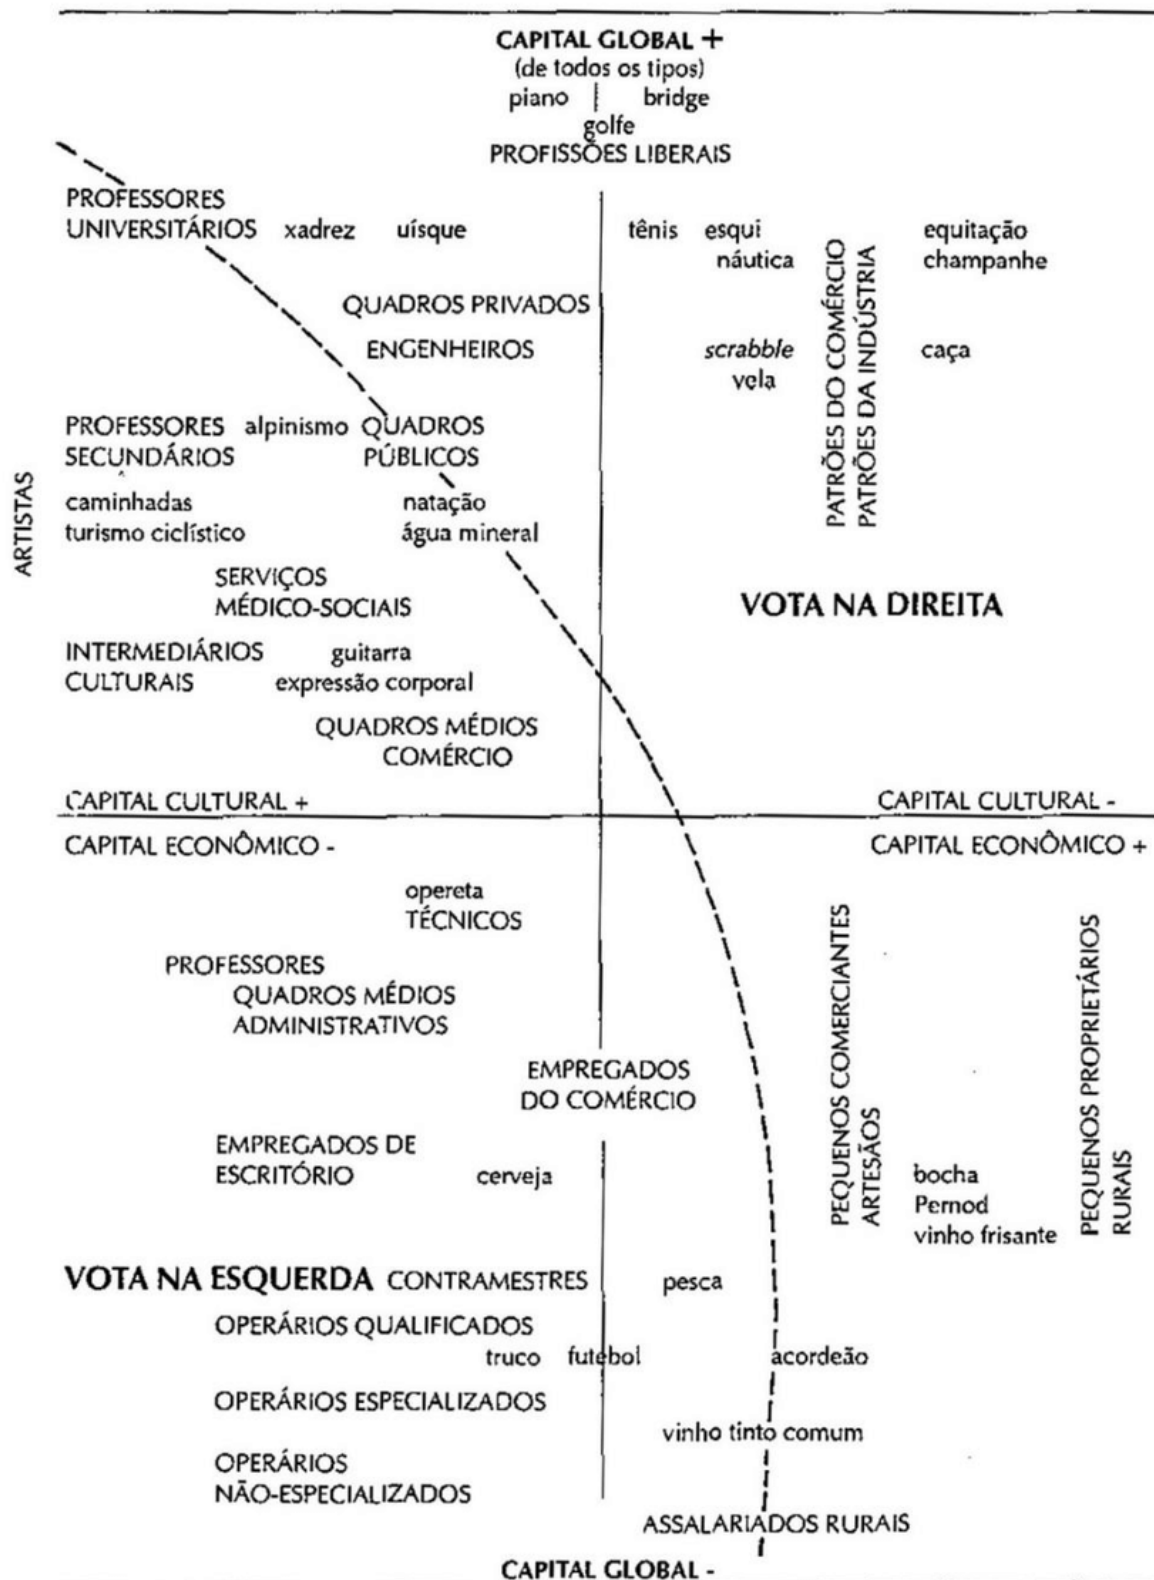 CAPITAL GLOBAL +
(de todos os tipos)
piano bridge
golfe
PROFISSÕES LIBERAIS
PROFESSORES
UNIVERSITÁRIOS xadrez uísque tênis esqui equitação
náutica champanhe
QUADROS PRIVADOS
ENGENHEIROS scrabble caça
vela
PATRÕES DO COMÉRCIO
PATRÕES DA INDÚSTRIA
PROFESSORES alpinismo QUADROS
SECUNDÁRIOS PÚBLICOS
ARTISTAS
caminhadas natação
turismo ciclístico água mineral
SERVIÇOS
MÉDICO-SOCIAIS
VOTA NA DIREITA
INTERMEDIÁRIOS guitarra
CULTURAIS expressão corporal
QUADROS MÉDIOS
COMÉRCIO
CAPITAL CULTURAL + CAPITAL CULTURAL -
CAPITAL ECONÔMICO - CAPITAL ECONÔMICO +
opereta
TÉCNICOS
PROFESSORES
QUADROS MÉDIOS
ADMINISTRATIVOS
PEQUENOS COMERCIANTES
ARTESÃOS
PEQUENOS PROPRIETÁRIOS
RURAIS
EMPREGADOS
DO COMÉRCIO
EMPREGADOS DE
ESCRITÓRIO cerveja bocha
Pernod
vinho frisante
VOTA NA ESQUERDA CONTRAMESTRES pesca
OPERÁRIOS QUALIFICADOS
truco futebol acordeão
OPERÁRIOS ESPECIALIZADOS
vinho tinto comum
OPERÁRIOS
NÃO-ESPECIALIZADOS
ASSALARIADOS RURAIS
CAPITAL GLOBAL -